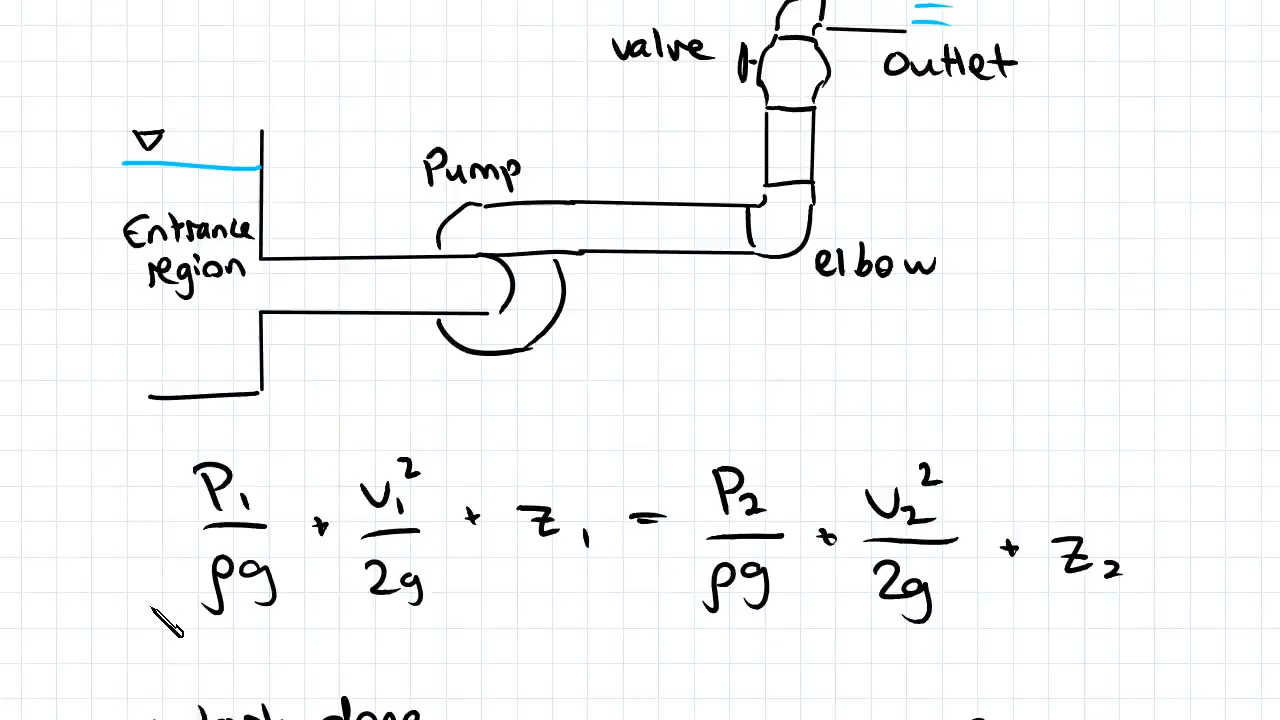 valve
outlet
Pump
Entrance
region
elbow
P₁/ρg + V₁²/2g + z₁ = P₂/ρg + V₂²/2g + z₂